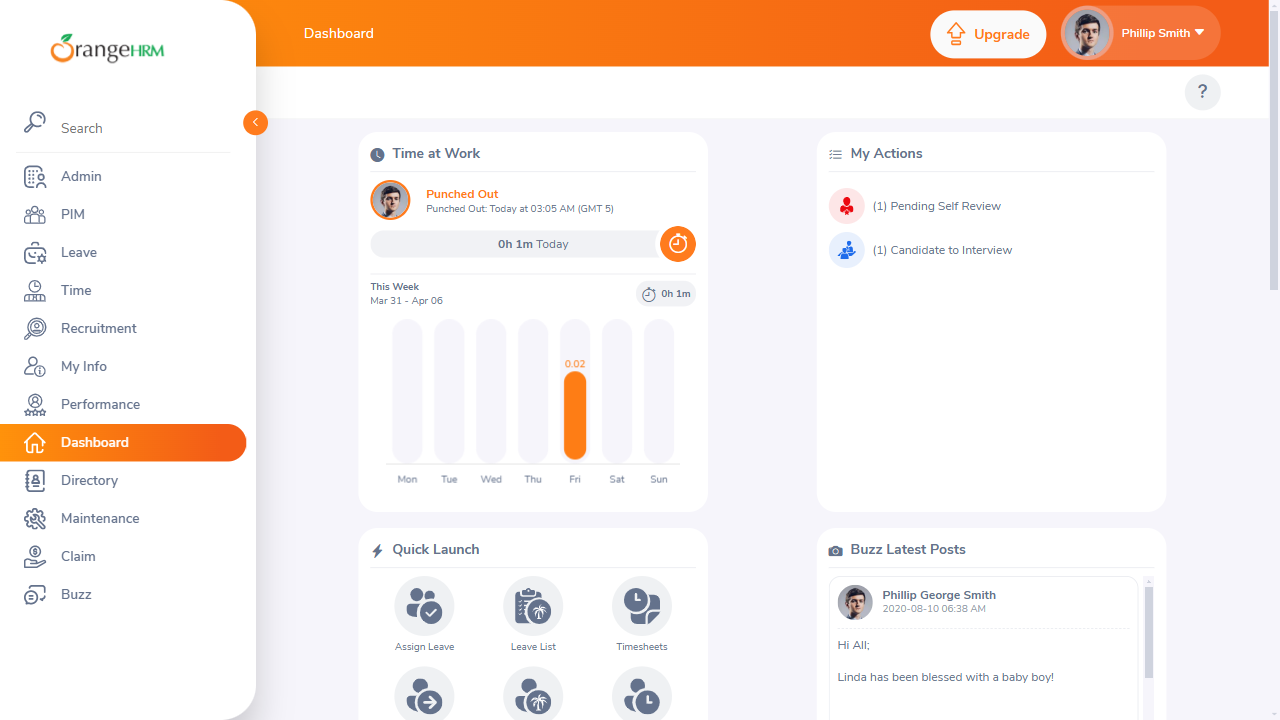 OrangeHRM
Dashboard
Upgrade
Phillip Smith
?
Search
Admin
PIM
Leave
Time
Recruitment
My Info
Performance
Dashboard
Directory
Maintenance
Claim
Buzz
Time at Work
Punched Out
Punched Out: Today at 03:05 AM (GMT 5)
0h 1m Today
This Week
Mar 31 - Apr 06
0h 1m
0.02
Mon Tue Wed Thu Fri Sat Sun
My Actions
(1) Pending Self Review
(1) Candidate to Interview
Quick Launch
Assign Leave
Leave List
Timesheets
Buzz Latest Posts
Phillip George Smith
2020-08-10 06:38 AM
Hi All;
Linda has been blessed with a baby boy!